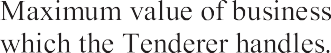 Maximum value of business
which the Tenderer handles.